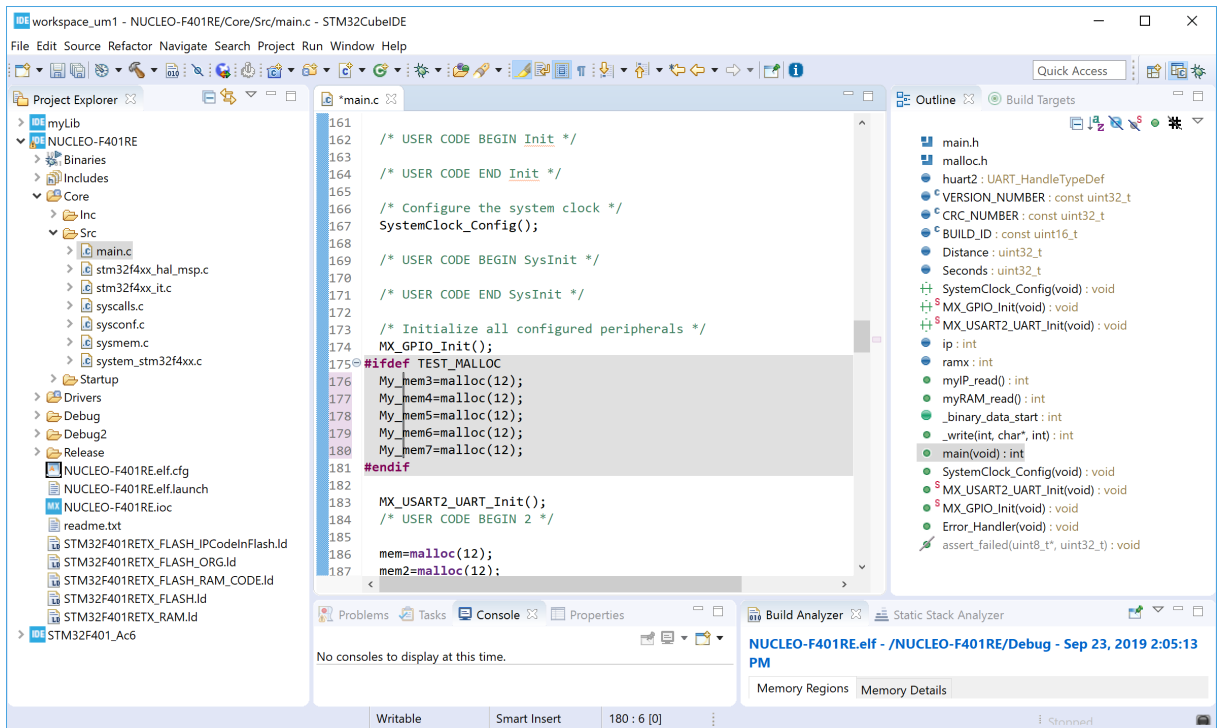 IDE workspace_um1 - NUCLEO-F401RE/Core/Src/main.c - STM32CubeIDE
File Edit Source Refactor Navigate Search Project Run Window Help
Quick Access
Project Explorer
myLib
NUCLEO-F401RE
Binaries
Includes
Core
Inc
Src
main.c
stm32f4xx_hal_msp.c
stm32f4xx_it.c
syscalls.c
sysconf.c
sysmem.c
system_stm32f4xx.c
Startup
Drivers
Debug
Debug2
Release
NUCLEO-F401RE.elf.cfg
NUCLEO-F401RE.elf.launch
MX NUCLEO-F401RE.ioc
readme.txt
STM32F401RETX_FLASH_IPCodeInFlash.ld
STM32F401RETX_FLASH_ORG.ld
STM32F401RETX_FLASH_RAM_CODE.ld
STM32F401RETX_FLASH.ld
STM32F401RETX_RAM.ld
IDE STM32F401_Ac6
*main.c
161
162 /* USER CODE BEGIN Init */
163
164 /* USER CODE END Init */
165
166 /* Configure the system clock */
167 SystemClock_Config();
168
169 /* USER CODE BEGIN SysInit */
170
171 /* USER CODE END SysInit */
172
173 /* Initialize all configured peripherals */
174 MX_GPIO_Init();
175 #ifdef TEST_MALLOC
176 My_mem3=malloc(12);
177 My_mem4=malloc(12);
178 My_mem5=malloc(12);
179 My_mem6=malloc(12);
180 My_mem7=malloc(12);
181 #endif
182
183 MX_USART2_UART_Init();
184 /* USER CODE BEGIN 2 */
185
186 mem=malloc(12);
187 mem2=malloc(12);
Outline
Build Targets
main.h
malloc.h
huart2 : UART_HandleTypeDef
VERSION_NUMBER : const uint32_t
CRC_NUMBER : const uint32_t
BUILD_ID : const uint16_t
Distance : uint32_t
Seconds : uint32_t
SystemClock_Config(void) : void
MX_GPIO_Init(void) : void
MX_USART2_UART_Init(void) : void
ip : int
ramx : int
myIP_read() : int
myRAM_read() : int
_binary_data_start : int
_write(int, char*, int) : int
main(void) : int
SystemClock_Config(void) : void
MX_USART2_UART_Init(void) : void
MX_GPIO_Init(void) : void
Error_Handler(void) : void
assert_failed(uint8_t*, uint32_t) : void
Problems
Tasks
Console
Properties
No consoles to display at this time.
Build Analyzer
Static Stack Analyzer
NUCLEO-F401RE.elf - /NUCLEO-F401RE/Debug - Sep 23, 2019 2:05:13
PM
Memory Regions
Memory Details
Writable
Smart Insert
180 : 6 [0]
Stopped